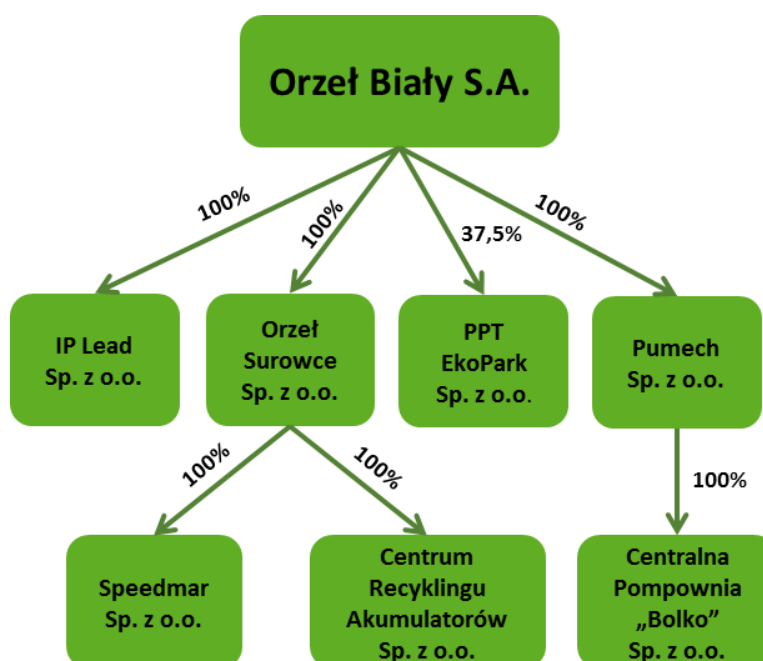 Orzeł Biały S.A.
100%
100%
37,5%
100%
IP Lead
Sp. z o.o.
Orzeł
Surowce
Sp. z o.o.
PPT
EkoPark
Sp. z o.o.
Pumech
Sp. z o.o.
100%
100%
100%
Speedmar
Sp. z o.o.
Centrum
Recyklingu
Akumulatorów
Sp. z o.o.
Centralna
Pompownia
„Bolko”
Sp. z o.o.